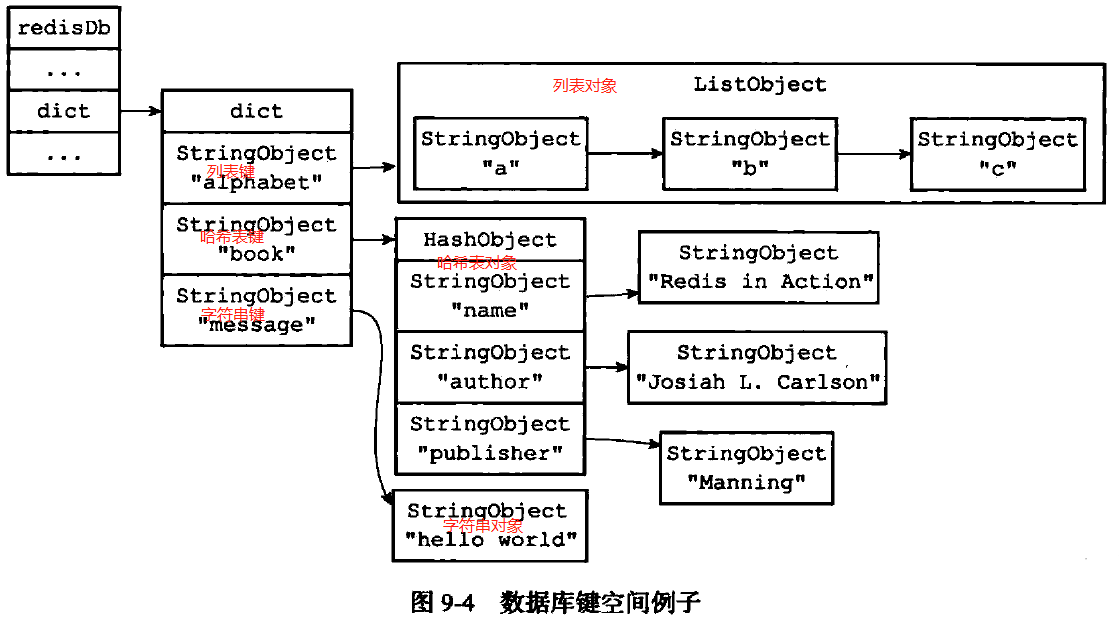 redisDb
...
dict
...
dict
StringObject
"alphabet"
列表键
StringObject
"book"
哈希表键
StringObject
"message"
字符串键
列表对象
ListObject
StringObject
"a"
StringObject
"b"
StringObject
"c"
HashObject
哈希表对象
StringObject
"name"
StringObject
"author"
StringObject
"publisher"
StringObject
"Redis in Action"
StringObject
"Josiah L. Carlson"
StringObject
"Manning"
StringObject
"hello world"
字符串对象
图 9-4 数据库键空间例子